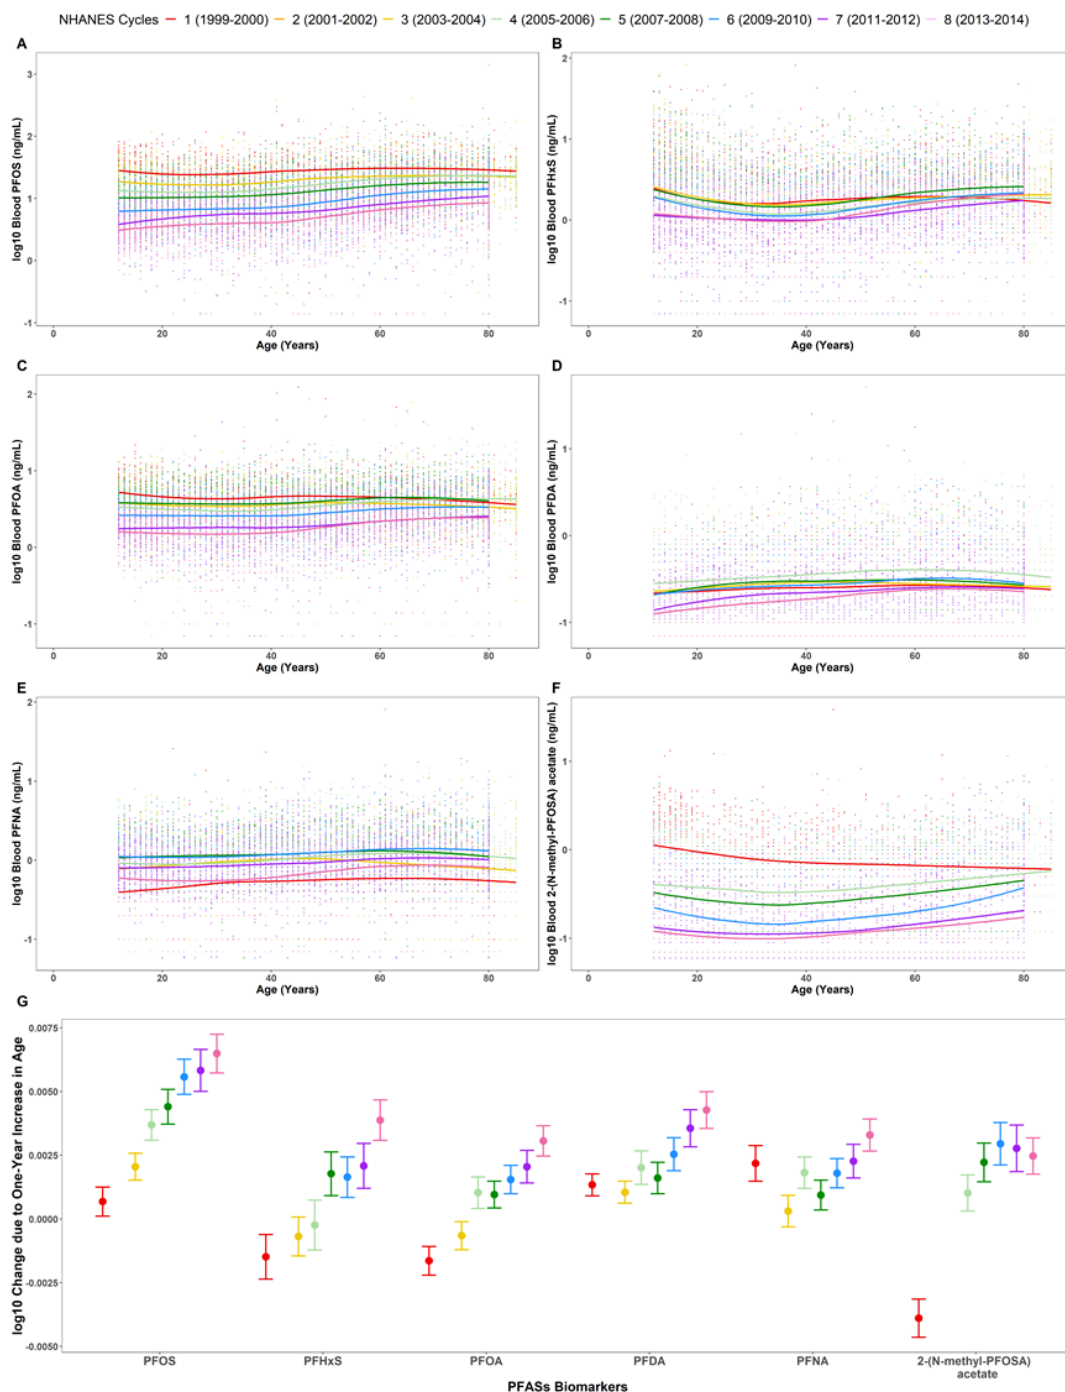 NHANES Cycles 1 (1999-2000) 2 (2001-2002) 3 (2003-2004) 4 (2005-2006) 5 (2007-2008) 6 (2009-2010) 7 (2011-2012) 8 (2013-2014)
A
log10 Blood PFOS (ng/mL)
3
2
1
0
-1
0 20 40 60 80
Age (Years)
B
log10 Blood PFHxS (ng/mL)
2
1
0
-1
0 20 40 60 80
Age (Years)
C
log10 Blood PFOA (ng/mL)
2
1
0
-1
0 20 40 60 80
Age (Years)
D
log10 Blood PFDA (ng/mL)
1
0
-1
0 20 40 60 80
Age (Years)
E
log10 Blood PFNA (ng/mL)
2
1
0
-1
0 20 40 60 80
Age (Years)
F
log10 Blood 2-(N-methyl-PFOSA) acetate (ng/mL)
1
0
-1
0 20 40 60 80
Age (Years)
G
log10 Change due to One-Year Increase in Age
0.0075
0.0050
0.0025
0.0000
-0.0025
-0.0050
PFOS PFHxS PFOA PFDA PFNA 2-(N-methyl-PFOSA)
acetate
PFASs Biomarkers